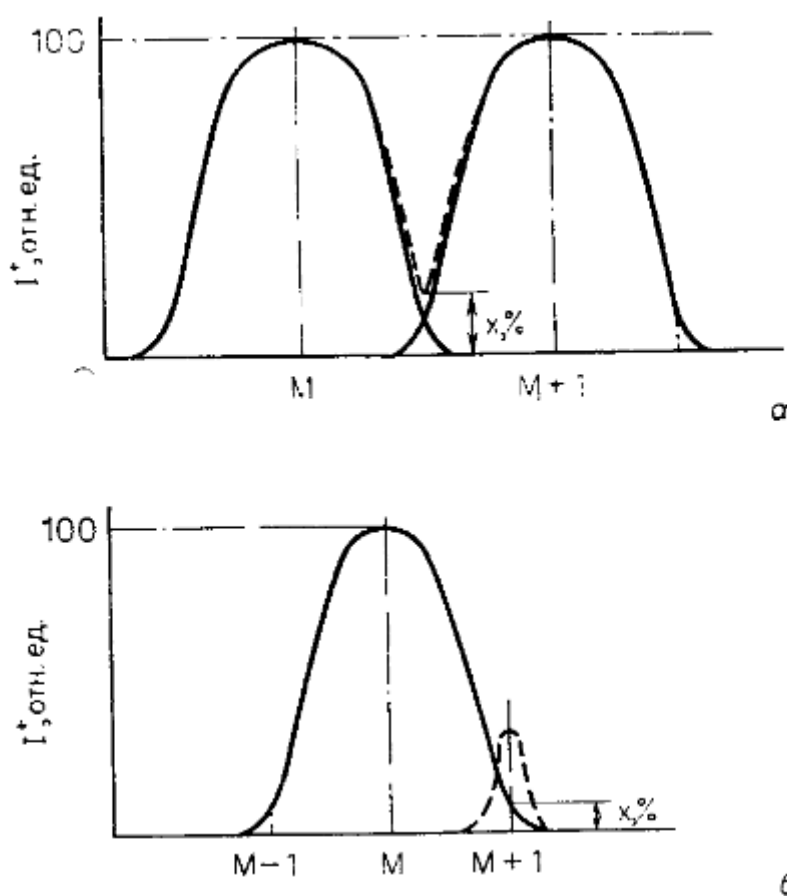 100
I⁺, отн. ед.
x, %
M
M + 1
а
100
I⁺, отн. ед.
x, %
M − 1
M
M + 1